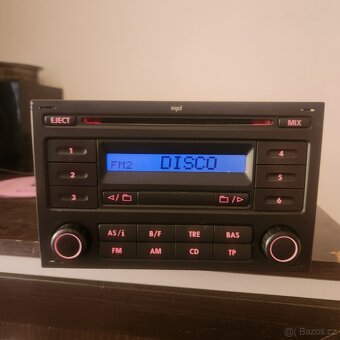 mp3
EJECT
MIX
1
2
3
FM2 DISCO
4
5
6
AS/i B/F TRE BAS
FM AM CD TP
© Bazos.cz